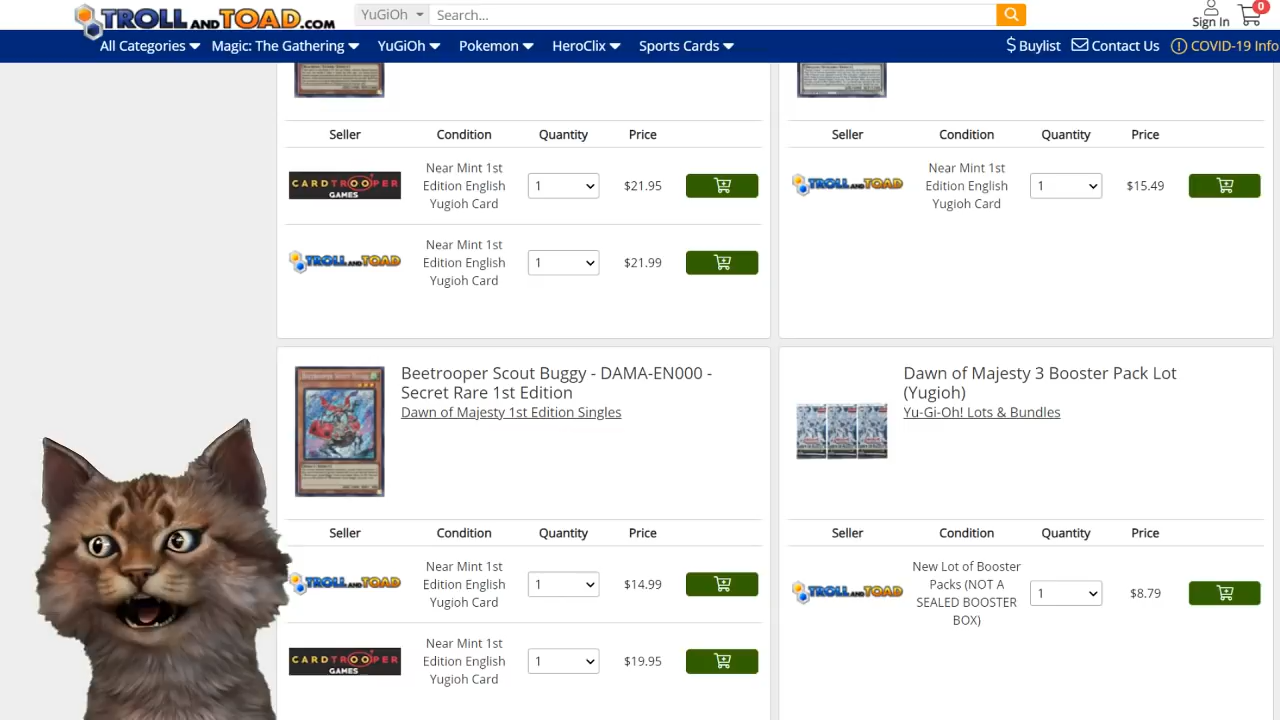 TROLL AND TOAD.COM
YuGiOh
Search...
Sign In
0
All Categories
Magic: The Gathering
YuGiOh
Pokemon
HeroClix
Sports Cards
$ Buylist
Contact Us
COVID-19 Info
Seller Condition Quantity Price
CARDTROOPER
GAMES
Near Mint 1st
Edition English
Yugioh Card
1
$21.95
TROLL AND TOAD
Near Mint 1st
Edition English
Yugioh Card
1
$21.99
Seller Condition Quantity Price
TROLL AND TOAD
Near Mint 1st
Edition English
Yugioh Card
$15.49
Beetrooper Scout Buggy - DAMA-EN000 -
Secret Rare 1st Edition
Dawn of Majesty 1st Edition Singles
Seller Condition Quantity Price
TROLL AND TOAD
Near Mint 1st
Edition English
Yugioh Card
1
$14.99
CARDTROOPER
GAMES
Near Mint 1st
Edition English
Yugioh Card
1
$19.95
Dawn of Majesty 3 Booster Pack Lot
(Yugioh)
Yu-Gi-Oh! Lots & Bundles
Seller Condition Quantity Price
TROLL AND TOAD
New Lot of Booster
Packs (NOT A
SEALED BOOSTER
BOX)
1
$8.79